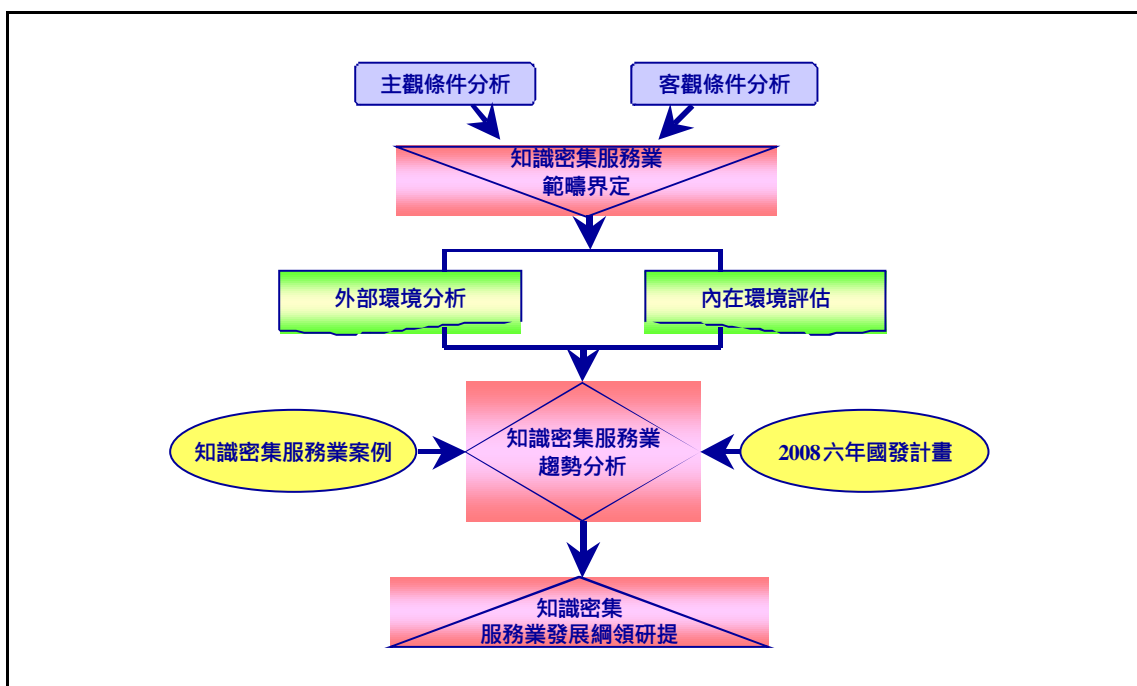 主觀條件分析
客觀條件分析
知識密集服務業
範疇界定
外部環境分析
內在環境評估
知識密集服務業案例
知識密集服務業
趨勢分析
2008六年國發計畫
知識密集
服務業發展綱領研提